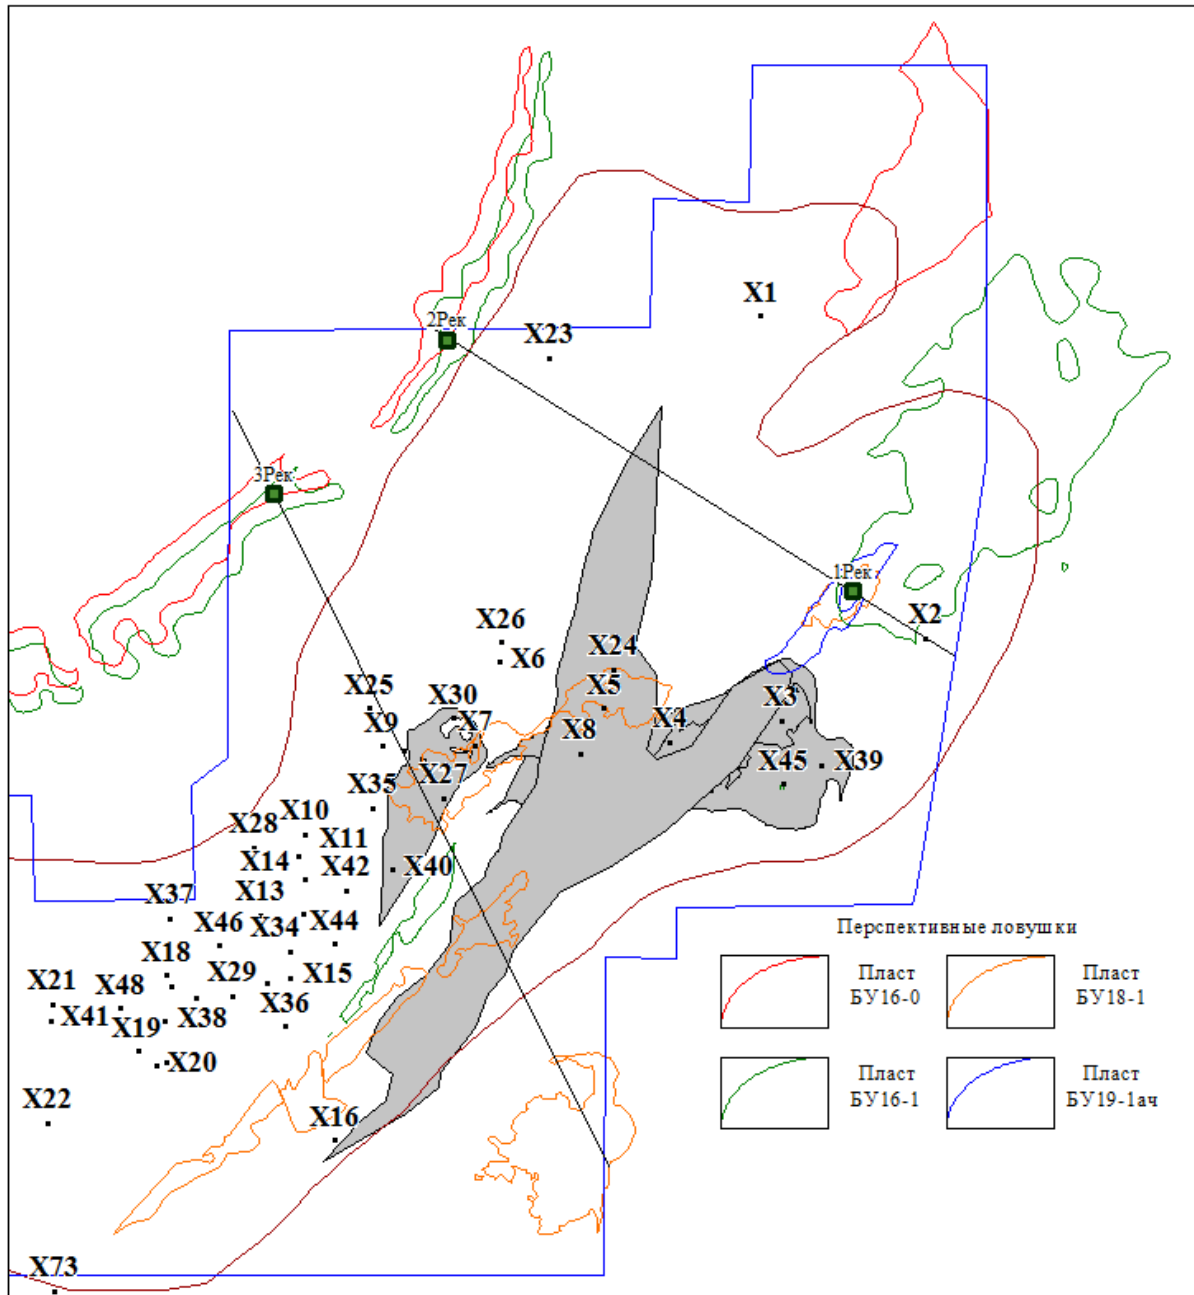 X1
2Рек
X23
3Рек
1Рек
X2
X26
X6
X24
X25
X30
X5
X9
X7
X4
X3
X8
X27
X45
X39
X35
X10
X28
X11
X14
X42
X40
X13
X37
X46
X34
X44
X18
X21
X48
X29
X15
X41
X19
X38
X36
X20
X22
X16
X73
Перспективные ловушки
Пласт
БУ16-0
Пласт
БУ18-1
Пласт
БУ16-1
Пласт
БУ19-1ач